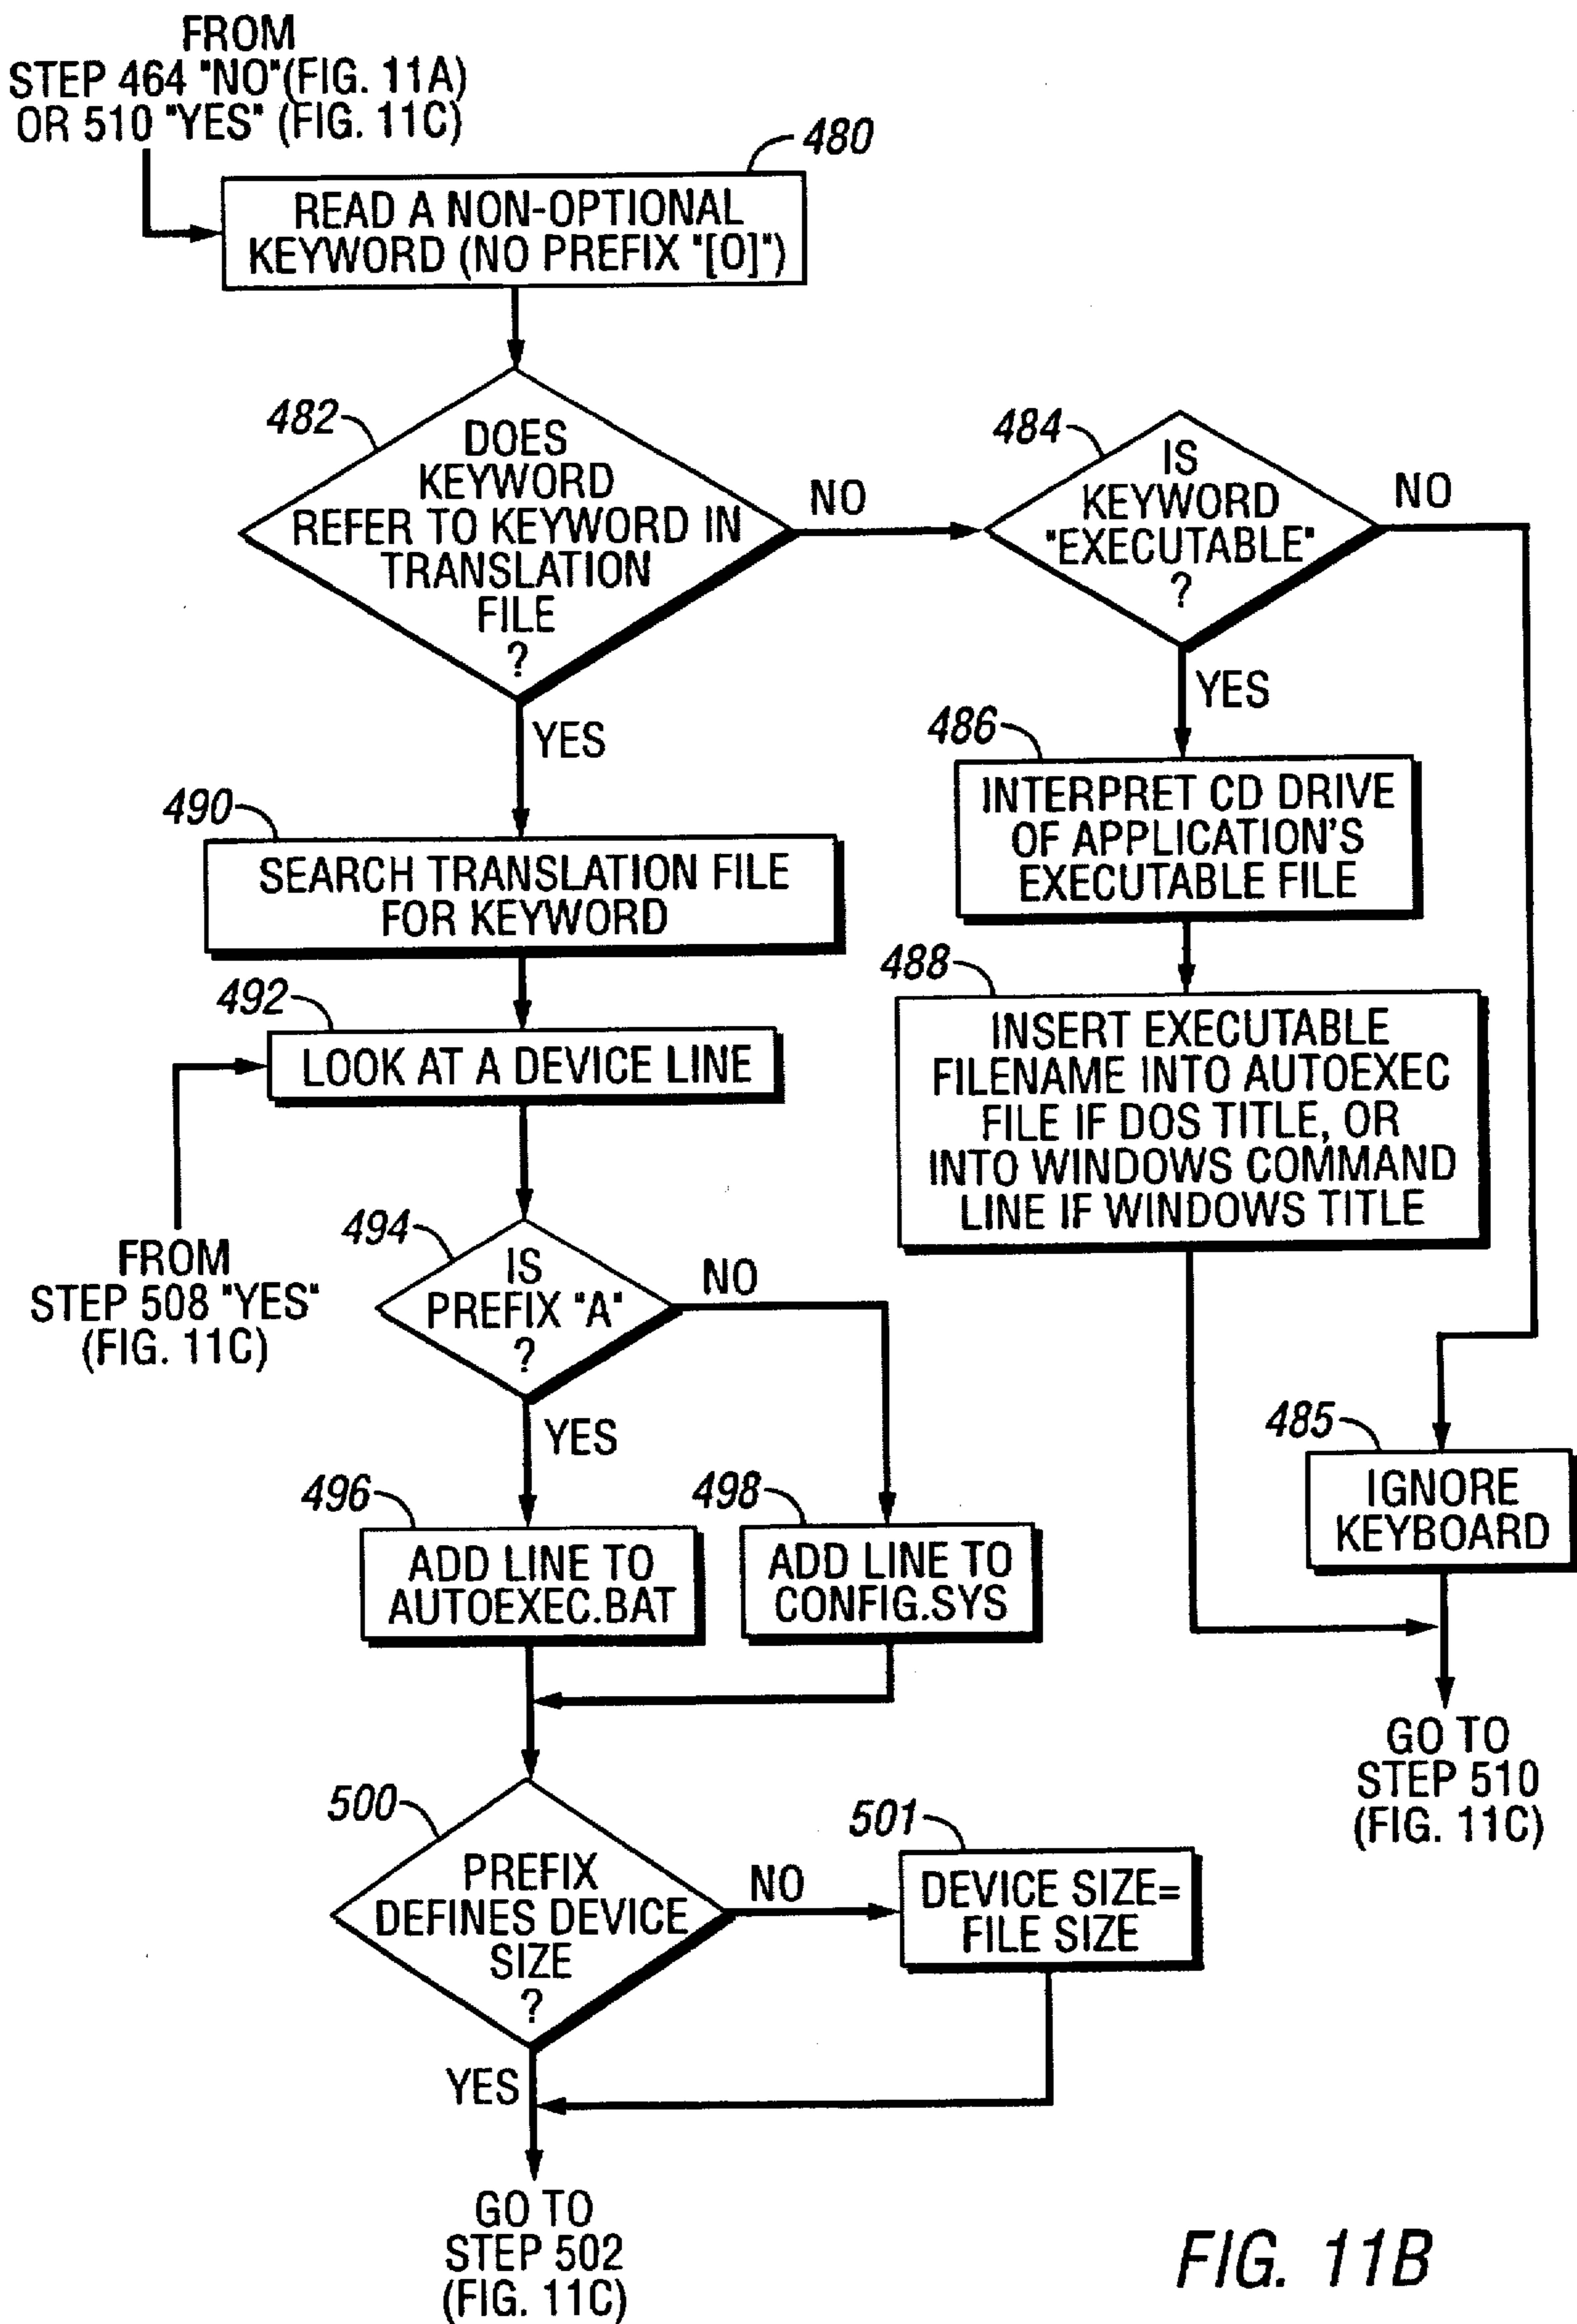 FROM
STEP 464 "NO"(FIG. 11A)
OR 510 "YES" (FIG. 11C)
480
READ A NON-OPTIONAL
KEYWORD (NO PREFIX "[O]")
482
DOES
KEYWORD
REFER TO KEYWORD IN
TRANSLATION
FILE
?
NO
YES
484
IS
KEYWORD
"EXECUTABLE"
?
NO
YES
486
INTERPRET CD DRIVE
OF APPLICATION'S
EXECUTABLE FILE
488
INSERT EXECUTABLE
FILENAME INTO AUTOEXEC
FILE IF DOS TITLE, OR
INTO WINDOWS COMMAND
LINE IF WINDOWS TITLE
485
IGNORE
KEYBOARD
GO TO
STEP 510
(FIG. 11C)
490
SEARCH TRANSLATION FILE
FOR KEYWORD
492
LOOK AT A DEVICE LINE
FROM
STEP 508 "YES"
(FIG. 11C)
494
IS
PREFIX "A"
?
NO
YES
496
ADD LINE TO
AUTOEXEC.BAT
498
ADD LINE TO
CONFIG.SYS
500
PREFIX
DEFINES DEVICE
SIZE
?
NO
YES
501
DEVICE SIZE=
FILE SIZE
GO TO
STEP 502
(FIG. 11C)
FIG. 11B